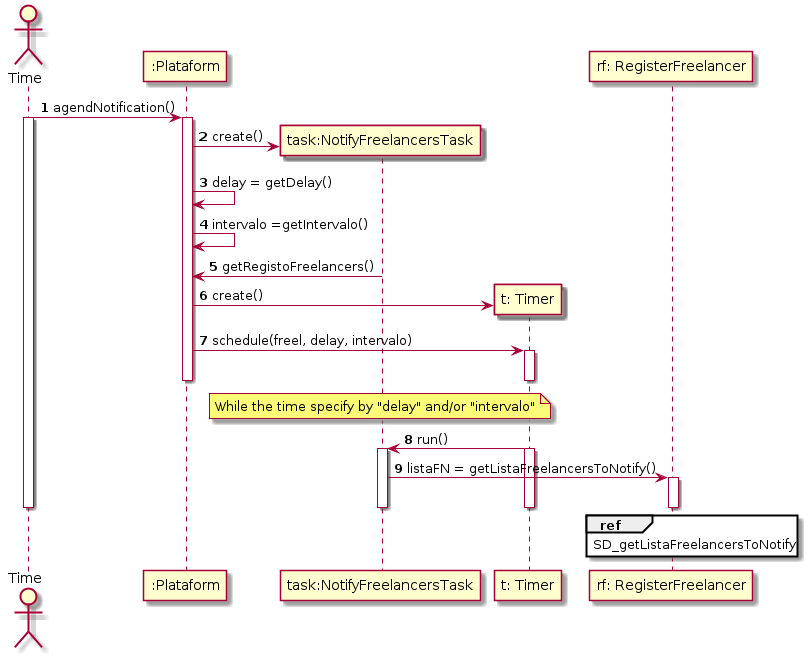 Time
:Plataform
rf: RegisterFreelancer
1 agendNotification()
2 create()
task:NotifyFreelancersTask
3 delay = getDelay()
4 intervalo =getIntervalo()
5 getRegistoFreelancers()
6 create()
t: Timer
7 schedule(freel, delay, intervalo)
While the time specify by "delay" and/or "intervalo"
8 run()
9 listaFN = getListaFreelancersToNotify()
ref
SD_getListaFreelancersToNotify
Time
:Plataform
task:NotifyFreelancersTask
t: Timer
rf: RegisterFreelancer